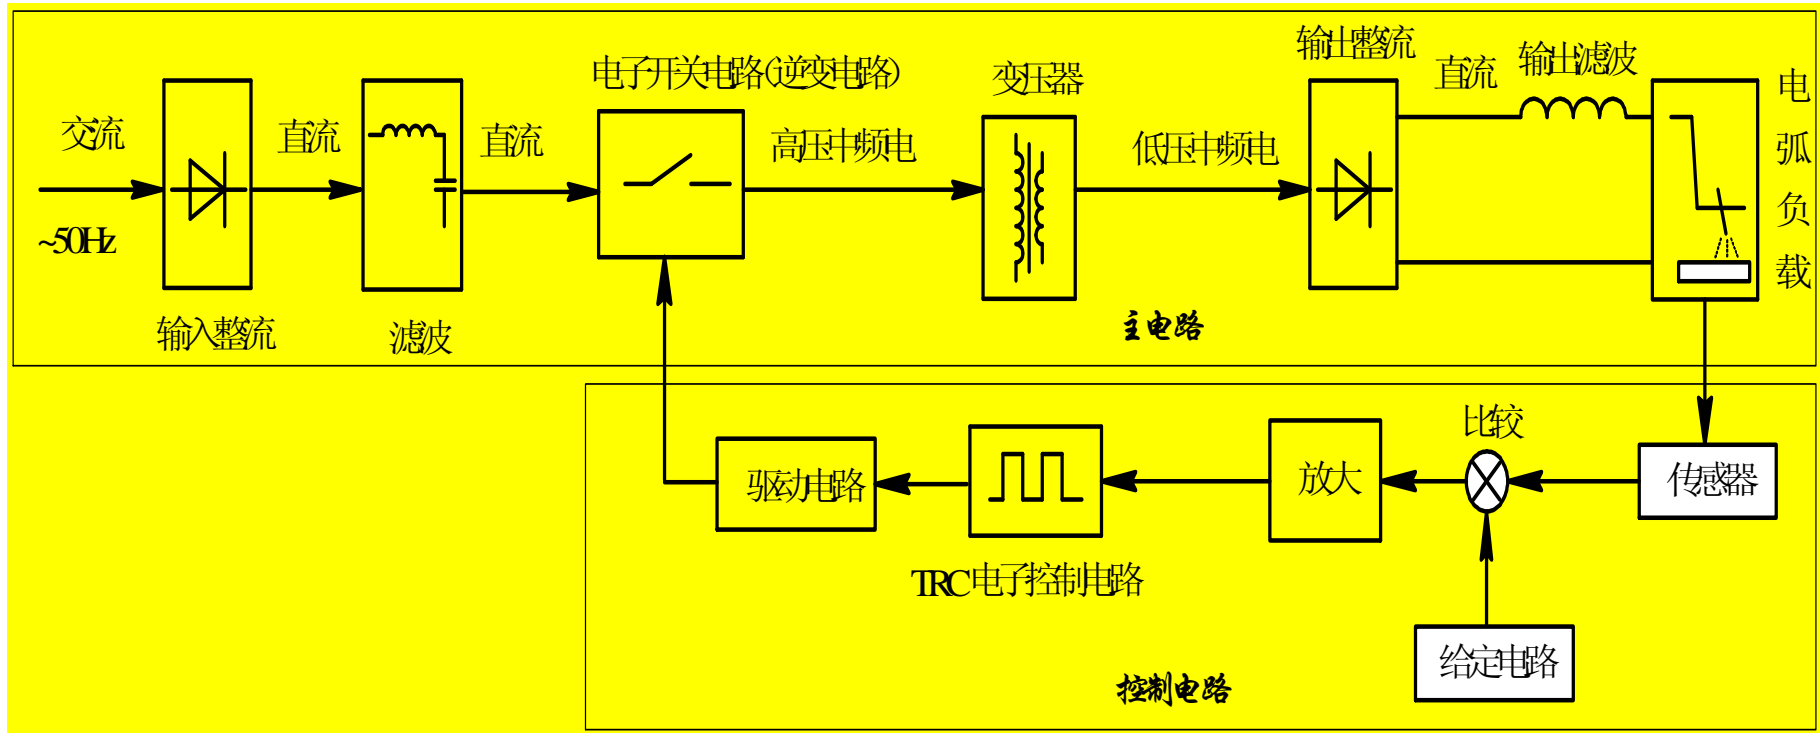 输出整流
电子开关电路(逆变电路)
变压器
直流
输出滤波
电弧负载
交流
直流
直流
高压中频电
低压中频电
~50Hz
输入整流
滤波
主电路
比较
驱动电路
放大
传感器
TRC电子控制电路
给定电路
控制电路